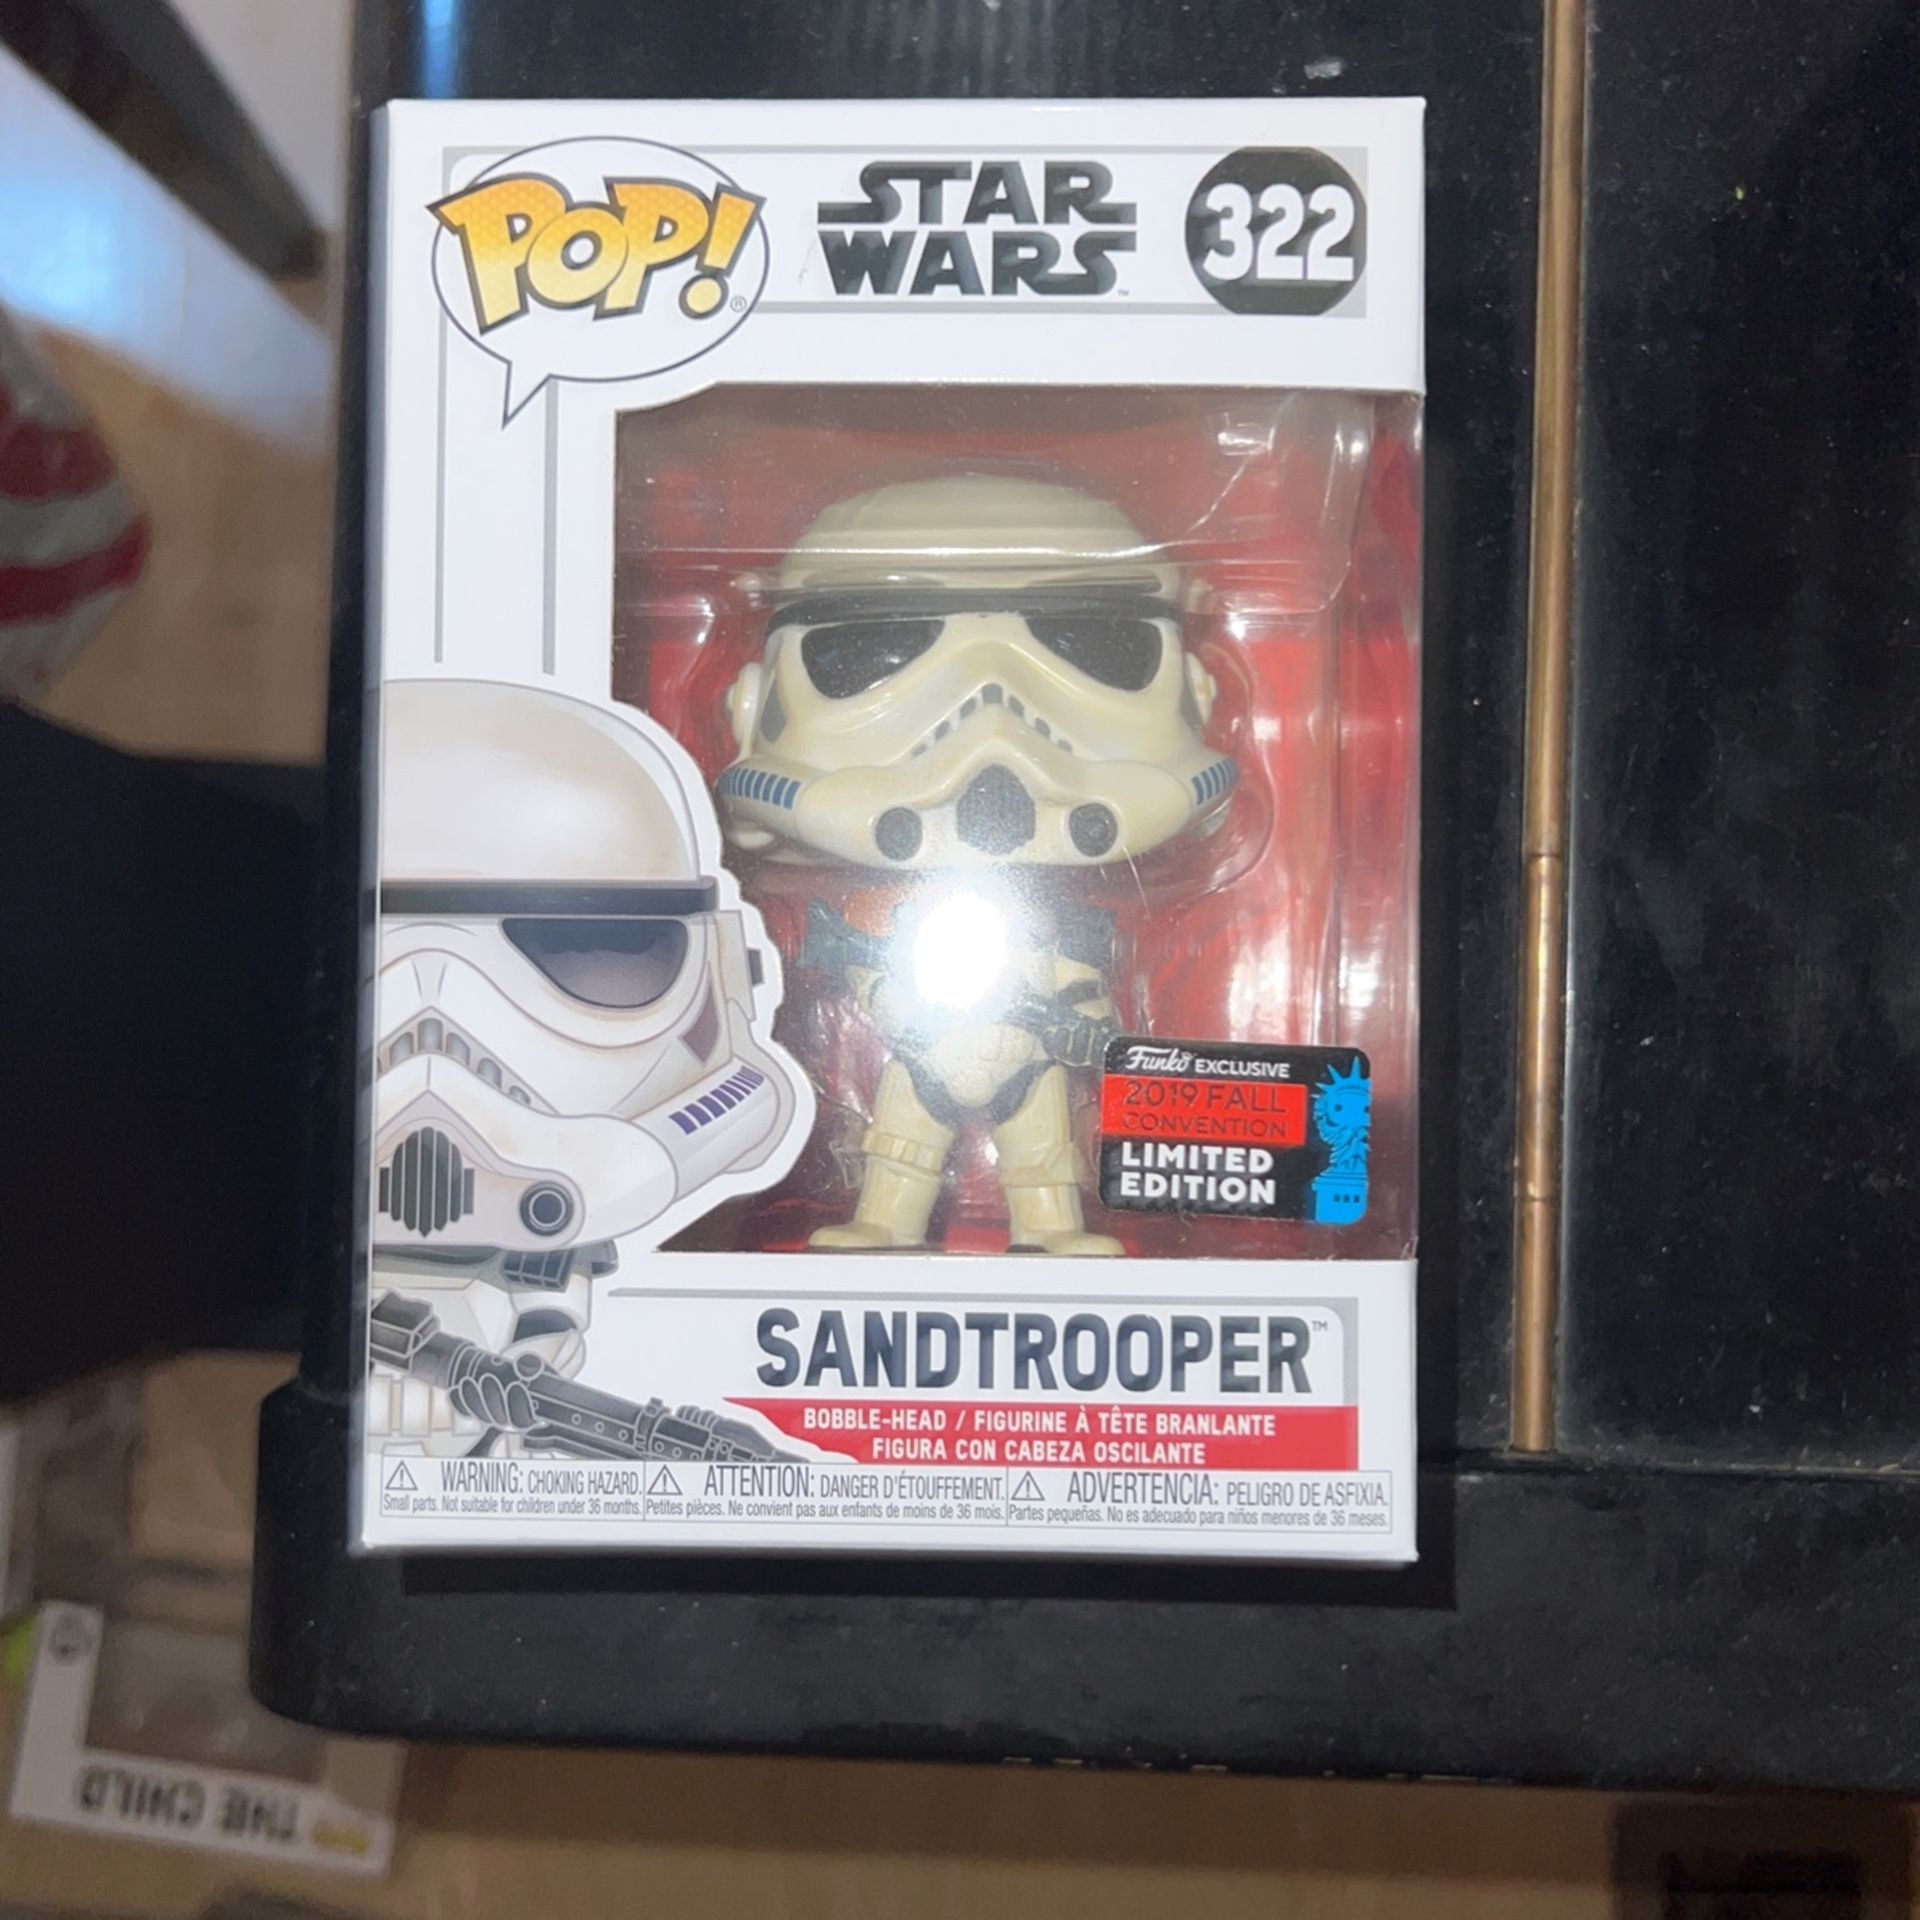 POP!®
STAR
WARS™
322
Funko® EXCLUSIVE
2019 FALL
CONVENTION
LIMITED
EDITION
SANDTROOPER™
BOBBLE-HEAD / FIGURINE À TÊTE BRANLANTE
FIGURA CON CABEZA OSCILANTE
WARNING: CHOKING HAZARD.
Small parts. Not suitable for children under 36 months.
ATTENTION: DANGER D'ÉTOUFFEMENT.
Petites pièces. Ne convient pas aux enfants de moins de 36 mois.
ADVERTENCIA: PELIGRO DE ASFIXIA.
Partes pequeñas. No es adecuado para niños menores de 36 meses.
THE CHILD